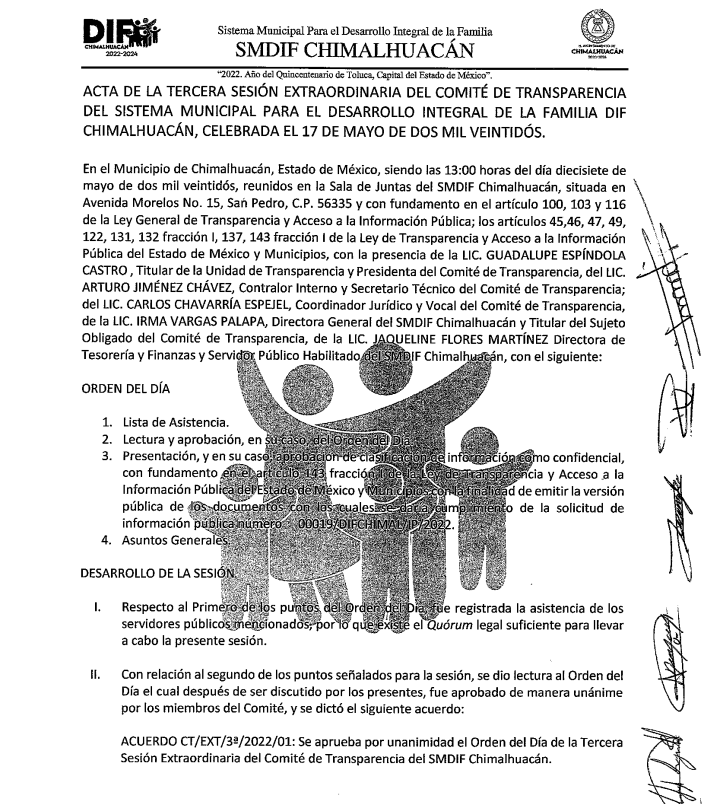 DIF
CHIMALHUACÁN
2022-2024
Sistema Municipal Para el Desarrollo Integral de la Familia
SMDIF CHIMALHUACÁN
"2022. Año del Quincentenario de Toluca, Capital del Estado de México".
H. AYUNTAMIENTO DE
CHIMALHUACÁN
2022-2024
ACTA DE LA TERCERA SESIÓN EXTRAORDINARIA DEL COMITÉ DE TRANSPARENCIA
DEL SISTEMA MUNICIPAL PARA EL DESARROLLO INTEGRAL DE LA FAMILIA DIF
CHIMALHUACÁN, CELEBRADA EL 17 DE MAYO DE DOS MIL VEINTIDÓS.
En el Municipio de Chimalhuacán, Estado de México, siendo las 13:00 horas del día diecisiete de
mayo de dos mil veintidós, reunidos en la Sala de Juntas del SMDIF Chimalhuacán, situada en
Avenida Morelos No. 15, San Pedro, C.P. 56335 y con fundamento en el artículo 100, 103 y 116
de la Ley General de Transparencia y Acceso a la Información Pública; los artículos 45,46, 47, 49,
122, 131, 132 fracción I, 137, 143 fracción I de la Ley de Transparencia y Acceso a la Información
Pública del Estado de México y Municipios, con la presencia de la LIC. GUADALUPE ESPÍNDOLA
CASTRO , Titular de la Unidad de Transparencia y Presidenta del Comité de Transparencia, del LIC.
ARTURO JIMÉNEZ CHÁVEZ, Contralor Interno y Secretario Técnico del Comité de Transparencia;
del LIC. CARLOS CHAVARRÍA ESPEJEL, Coordinador Jurídico y Vocal del Comité de Transparencia,
de la LIC. IRMA VARGAS PALAPA, Directora General del SMDIF Chimalhuacán y Titular del Sujeto
Obligado del Comité de Transparencia, de la LIC. JAQUELINE FLORES MARTÍNEZ Directora de
Tesorería y Finanzas y Servidor Público Habilitado del SMDIF Chimalhuacán, con el siguiente:
ORDEN DEL DÍA
1. Lista de Asistencia.
2. Lectura y aprobación, en su caso, del Orden del Día.
3. Presentación, y en su caso aprobación de clasificación de información como confidencial,
con fundamento en el artículo 143 fracción I de la Ley de Transparencia y Acceso a la
Información Pública del Estado de México y Municipios con la finalidad de emitir la versión
pública de los documentos con los cuales se dará cumplimiento de la solicitud de
información pública número 00019/DIFCHIMAL/IP/2022.
4. Asuntos Generales.
DESARROLLO DE LA SESIÓN.
I. Respecto al Primero de los puntos del Orden del Día, fue registrada la asistencia de los
servidores públicos mencionados, por lo que existe el Quórum legal suficiente para llevar
a cabo la presente sesión.
II. Con relación al segundo de los puntos señalados para la sesión, se dio lectura al Orden del
Día el cual después de ser discutido por los presentes, fue aprobado de manera unánime
por los miembros del Comité, y se dictó el siguiente acuerdo:
ACUERDO CT/EXT/3ª/2022/01: Se aprueba por unanimidad el Orden del Día de la Tercera
Sesión Extraordinaria del Comité de Transparencia del SMDIF Chimalhuacán.